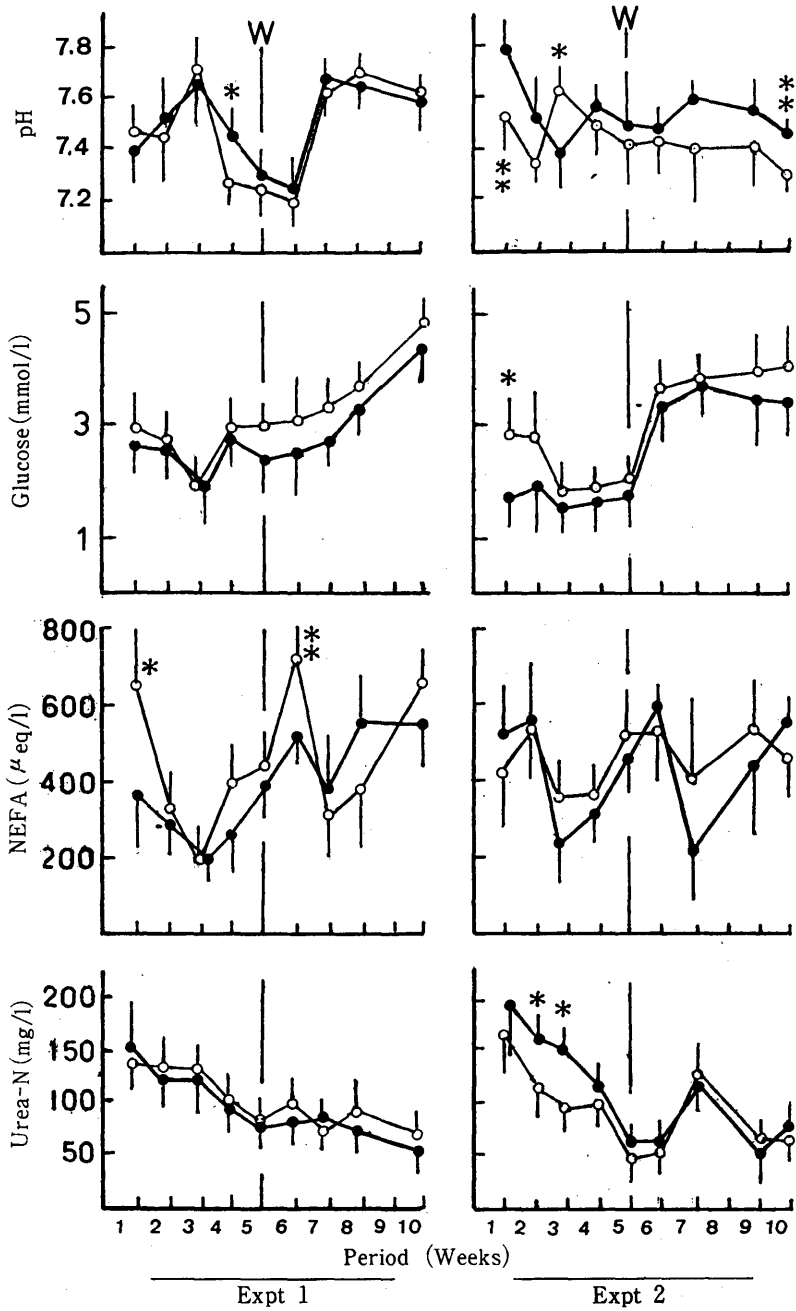 W W
7.8
7.6
7.4
7.2
pH
* *
** **
5
3
1
Glucose (mmol/l)
*
800
600
400
200
NEFA (μeq/l)
* **
200
150
100
50
Urea-N (mg/l)
* *
1 2 3 4 5 6 7 8 9 10 1 2 3 4 5 6 7 8 9 10
Period (Weeks)
Expt 1 Expt 2